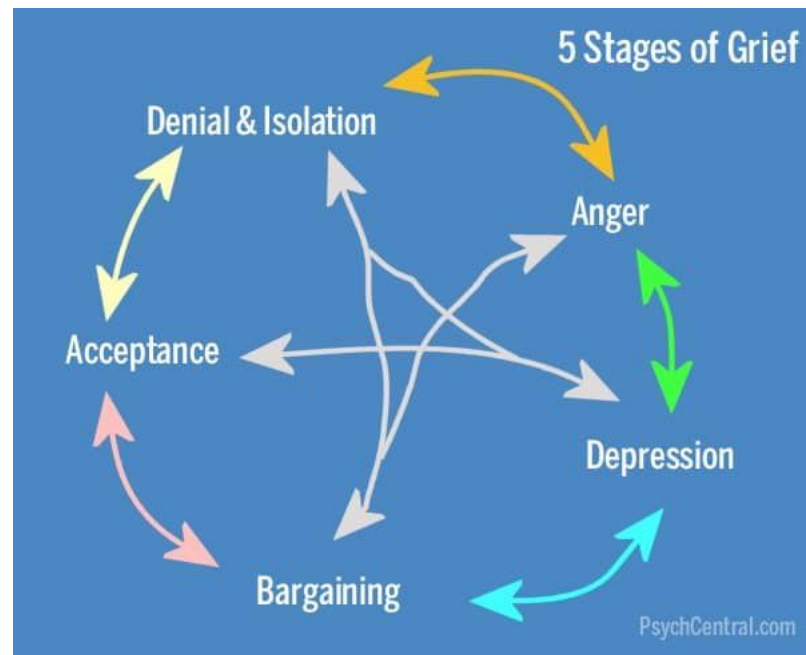 5 Stages of Grief
Denial & Isolation
Anger
Acceptance
Depression
Bargaining
PsychCentral.com